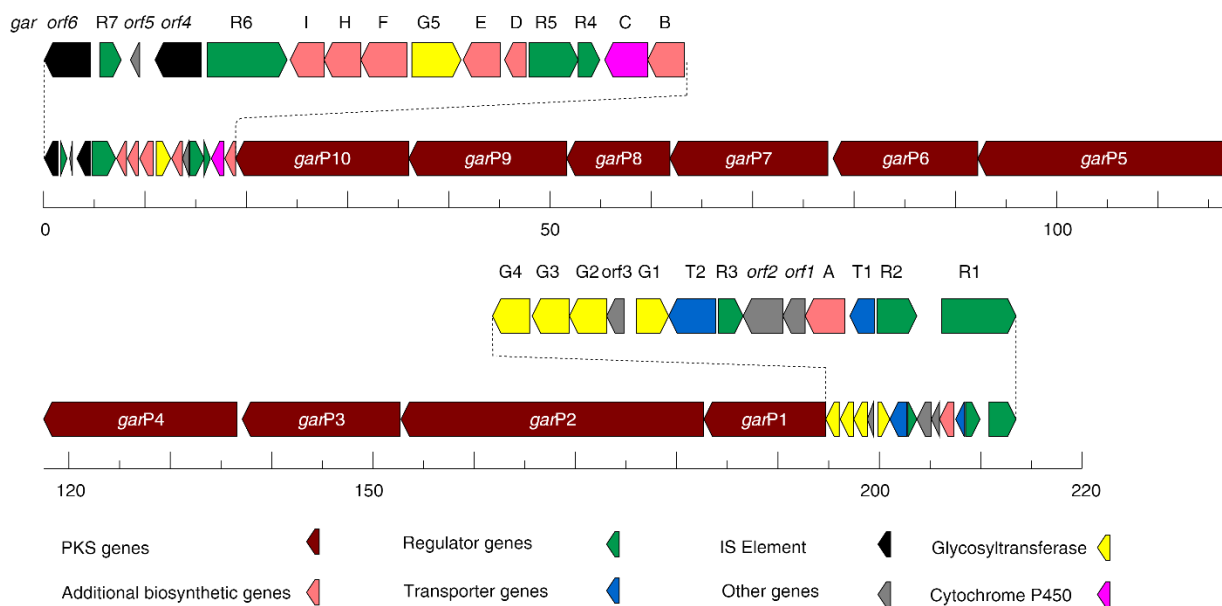 gar orf6 R7 orf5 orf4 R6 I H F G5 E D R5 R4 C B
garP10 garP9 garP8 garP7 garP6 garP5
0 50 100
G4 G3 G2 orf3 G1 T2 R3 orf2 orf1 A T1 R2 R1
garP4 garP3 garP2 garP1
120 150 200 220
PKS genes Regulator genes IS Element Glycosyltransferase
Additional biosynthetic genes Transporter genes Other genes Cytochrome P450